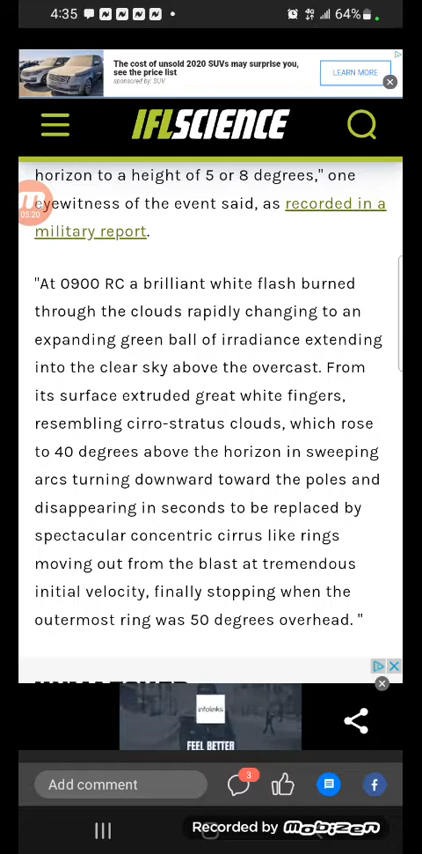 4:35
64%
The cost of unsold 2020 SUVs may surprise you,
see the price list
sponsored by: SUV
LEARN MORE
IFLSCIENCE
horizon to a height of 5 or 8 degrees," one
eyewitness of the event said, as recorded in a
military report.
05:20
"At 0900 RC a brilliant white flash burned
through the clouds rapidly changing to an
expanding green ball of irradiance extending
into the clear sky above the overcast. From
its surface extruded great white fingers,
resembling cirro-stratus clouds, which rose
to 40 degrees above the horizon in sweeping
arcs turning downward toward the poles and
disappearing in seconds to be replaced by
spectacular concentric cirrus like rings
moving out from the blast at tremendous
initial velocity, finally stopping when the
outermost ring was 50 degrees overhead. "
infolinks
FEEL BETTER
Add comment
3
Recorded by Mobizen